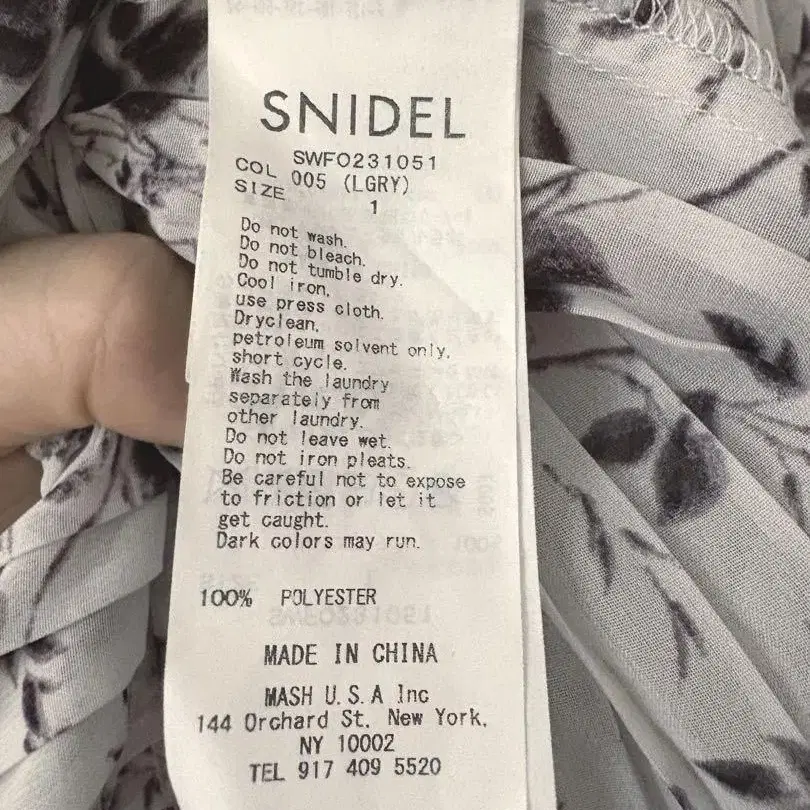 SNIDEL
SWFO231051
COL 005 (LGRY)
SIZE 1
Do not wash.
Do not bleach.
Do not tumble dry.
Cool iron,
use press cloth.
Dryclean,
petroleum solvent only,
short cycle.
Wash the laundry
separately from
other laundry.
Do not leave wet.
Do not iron pleats.
Be careful not to expose
to friction or let it
get caught.
Dark colors may run.
100% POLYESTER
MADE IN CHINA
MASH U.S.A Inc
144 Orchard St. New York,
NY 10002
TEL 917 409 5520